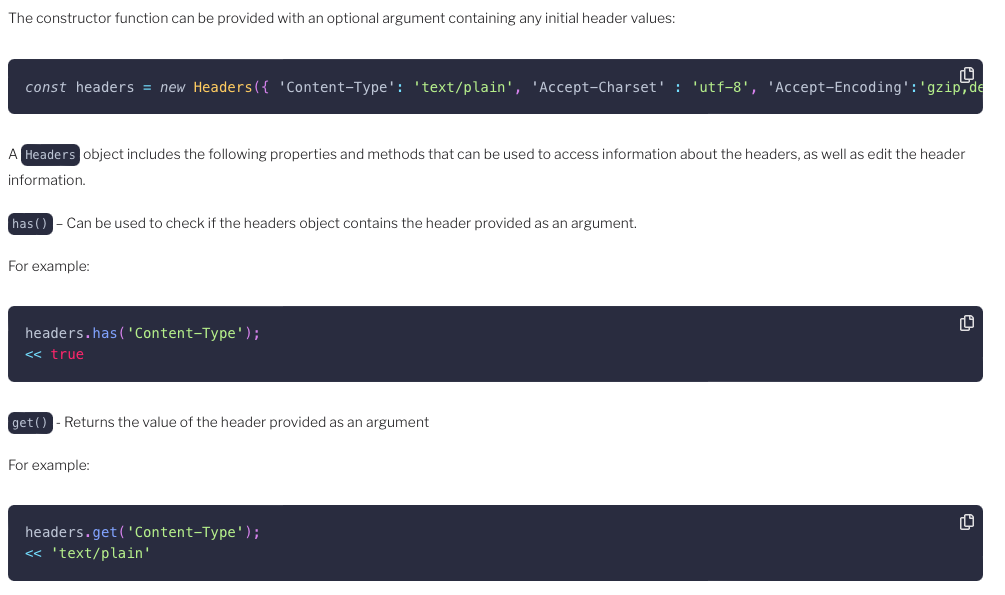 The constructor function can be provided with an optional argument containing any initial header values:
const headers = new Headers({ 'Content-Type': 'text/plain', 'Accept-Charset' : 'utf-8', 'Accept-Encoding':'gzip,de
A Headers object includes the following properties and methods that can be used to access information about the headers, as well as edit the header
information.
has() – Can be used to check if the headers object contains the header provided as an argument.
For example:
headers.has('Content-Type');
<< true
get() - Returns the value of the header provided as an argument
For example:
headers.get('Content-Type');
<< 'text/plain'